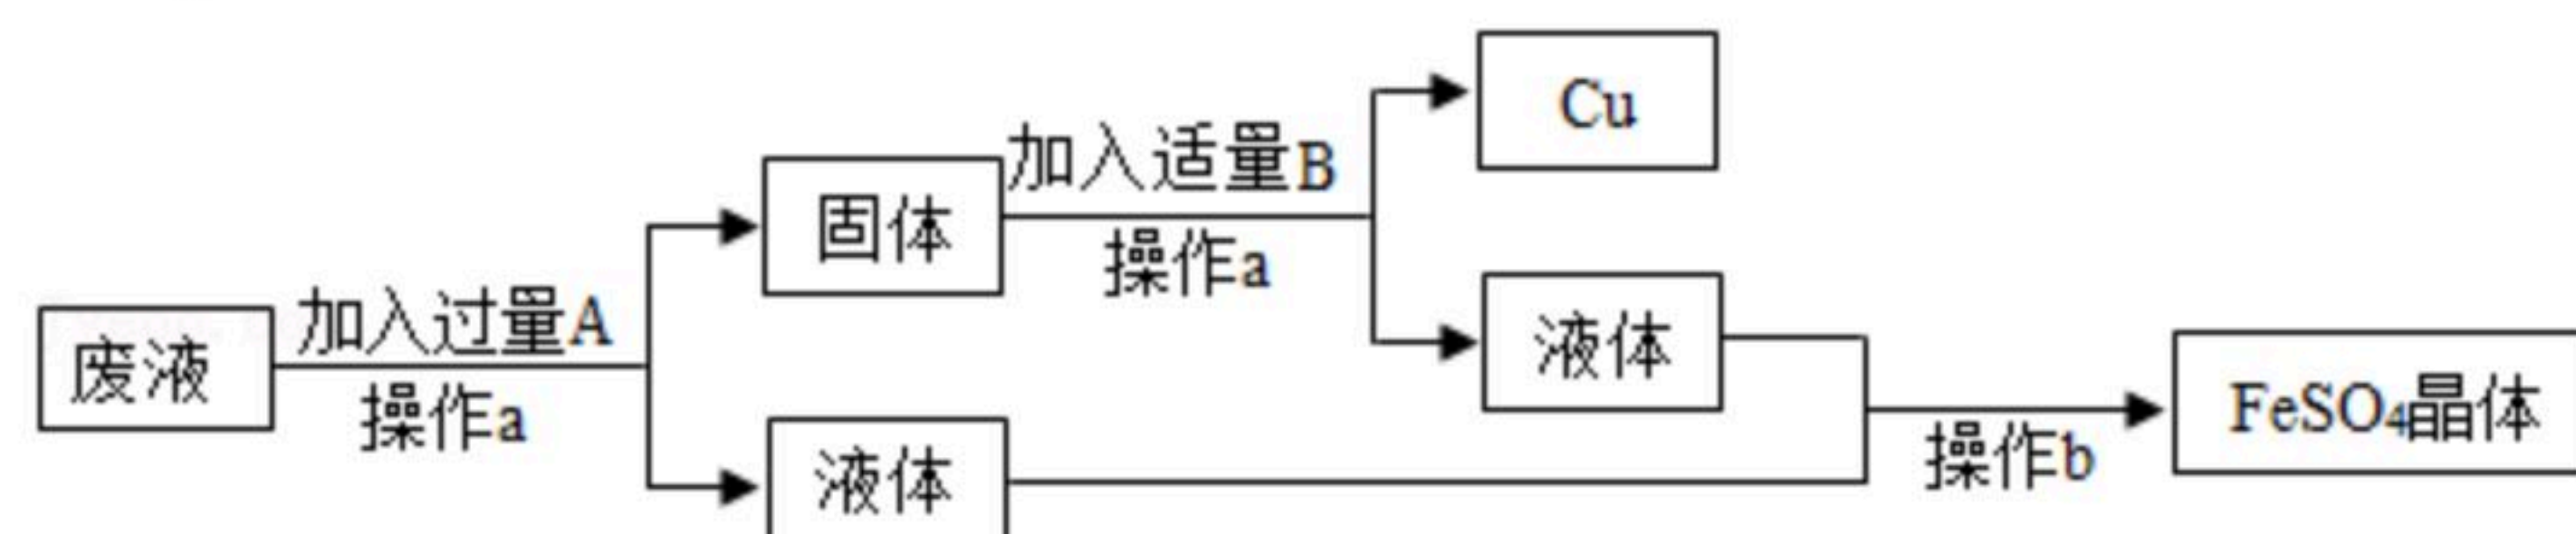 废液
加入过量A
操作a
固体
液体
加入适量B
操作a
Cu
液体
操作b
FeSO₄晶体